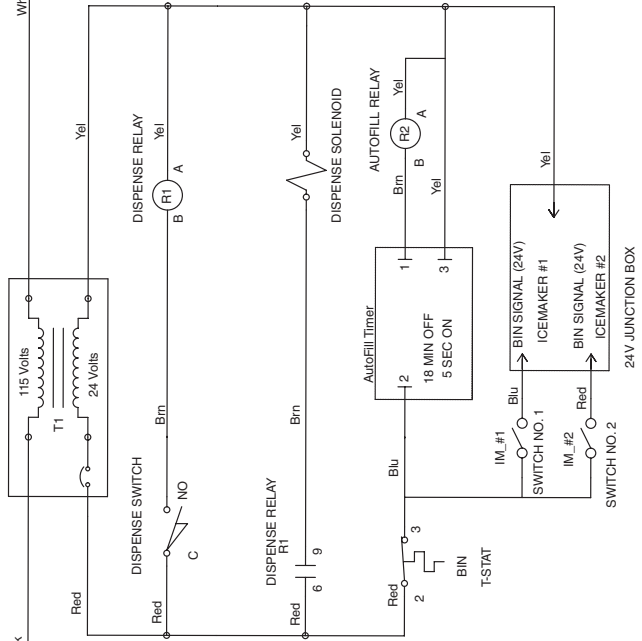 Wh
115 Volts
T1
24 Volts
Yel
Red
DISPENSE SWITCH
C
NO
Brn
DISPENSE RELAY
B
R1
A
Yel
DISPENSE RELAY
R1
Red
6
9
Brn
DISPENSE SOLENOID
Yel
Red
2
3
BIN
T-STAT
Blu
AutoFill Timer
2
18 MIN OFF
5 SEC ON
1
3
Brn
AUTOFILL RELAY
B
R2
A
Yel
Yel
IM_#1
SWITCH NO. 1
Blu
IM_#2
SWITCH NO. 2
Red
BIN SIGNAL (24V)
ICEMAKER #1
BIN SIGNAL (24V)
ICEMAKER #2
Yel
24V JUNCTION BOX